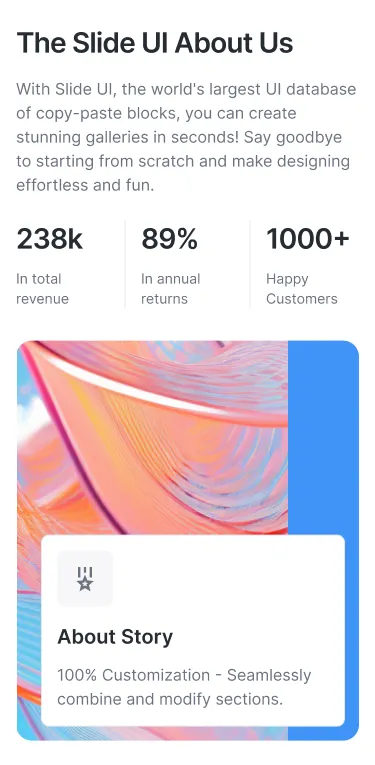 The Slide UI About Us
With Slide UI, the world's largest UI database
of copy-paste blocks, you can create
stunning galleries in seconds! Say goodbye
to starting from scratch and make designing
effortless and fun.
238k
In total
revenue
89%
In annual
returns
1000+
Happy
Customers
About Story
100% Customization - Seamlessly
combine and modify sections.